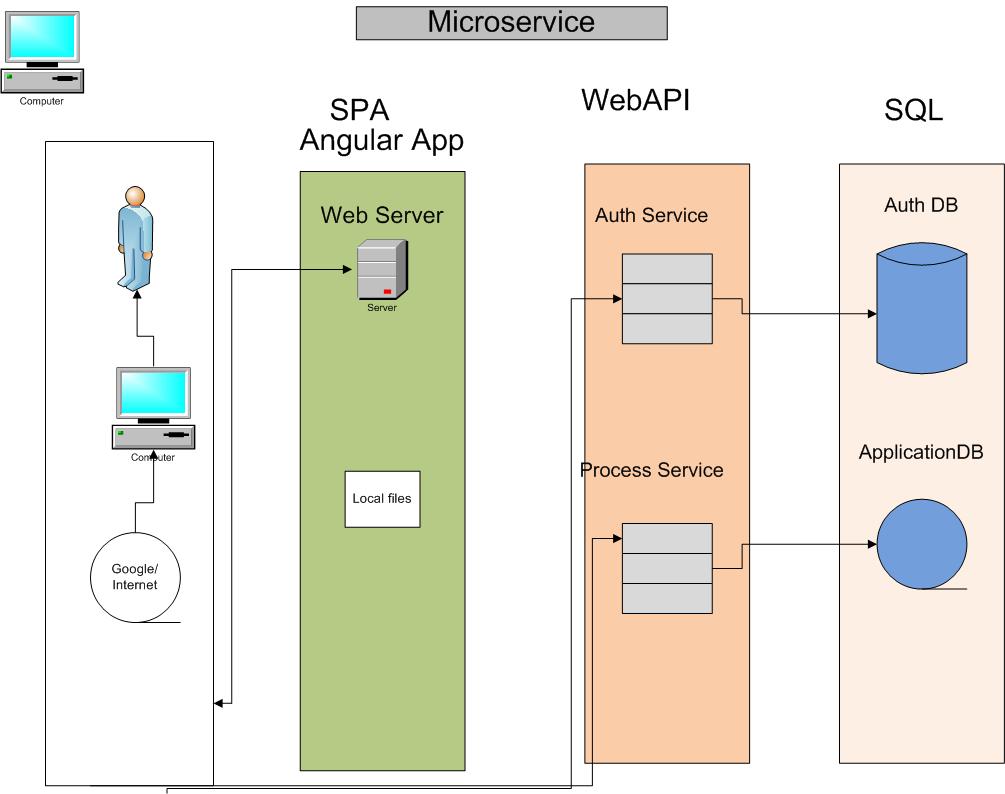 Microservice
Computer
SPA
Angular App
WebAPI
SQL
Web Server
Server
Auth Service
Auth DB
Computer
Local files
Process Service
ApplicationDB
Google/
Internet